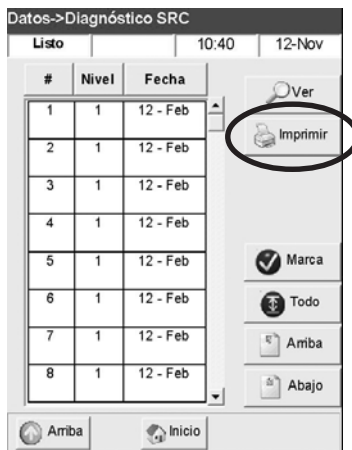 Datos->Diagnóstico SRC
Listo 10:40 12-Nov
# Nivel Fecha
Ver
1 1 12 - Feb
Imprimir
2 1 12 - Feb
3 1 12 - Feb
4 1 12 - Feb
5 1 12 - Feb
Marca
6 1 12 - Feb
Todo
7 1 12 - Feb
Arriba
8 1 12 - Feb
Abajo
Arriba Inicio